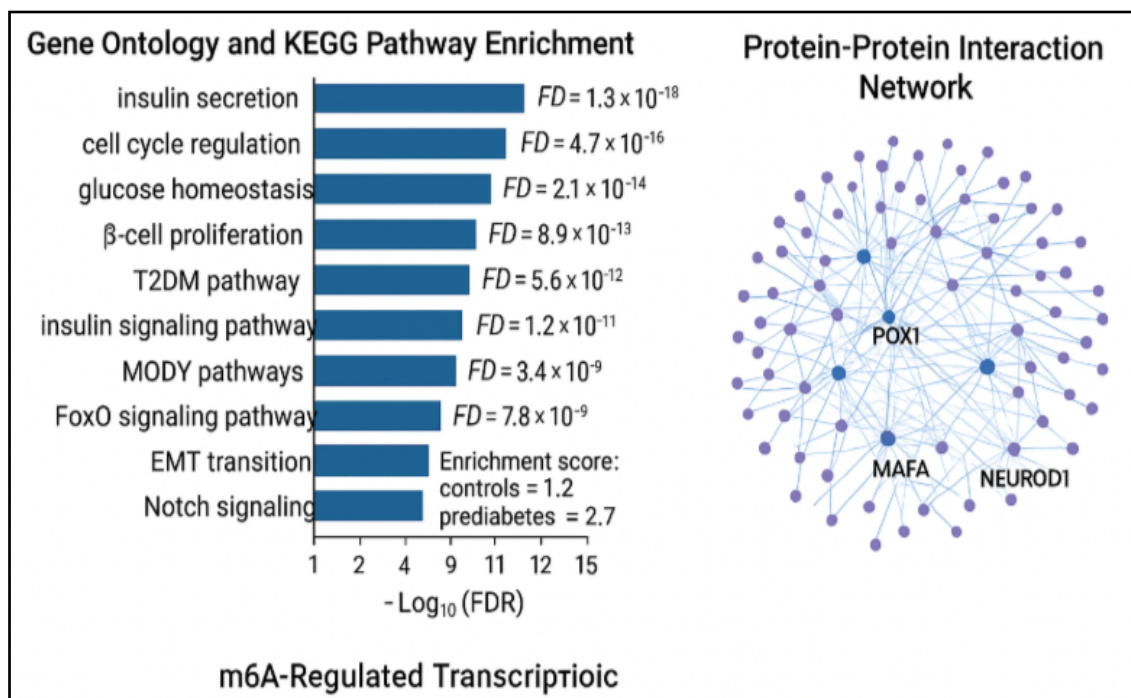 Gene Ontology and KEGG Pathway Enrichment
insulin secretion FD = 1.3 × 10⁻¹⁸
cell cycle regulation FD = 4.7 × 10⁻¹⁶
glucose homeostasis FD = 2.1 × 10⁻¹⁴
β-cell proliferation FD = 8.9 × 10⁻¹³
T2DM pathway FD = 5.6 × 10⁻¹²
insulin signaling pathway FD = 1.2 × 10⁻¹¹
MODY pathways FD = 3.4 × 10⁻⁹
FoxO signaling pathway FD = 7.8 × 10⁻⁹
EMT transition
Notch signaling
Enrichment score:
controls = 1.2
prediabetes = 2.7
1 2 4 9 11 12 15
-Log₁₀ (FDR)
m6A-Regulated Transcripтioic
Protein-Protein Interaction
Network
POX1
MAFA
NEUROD1